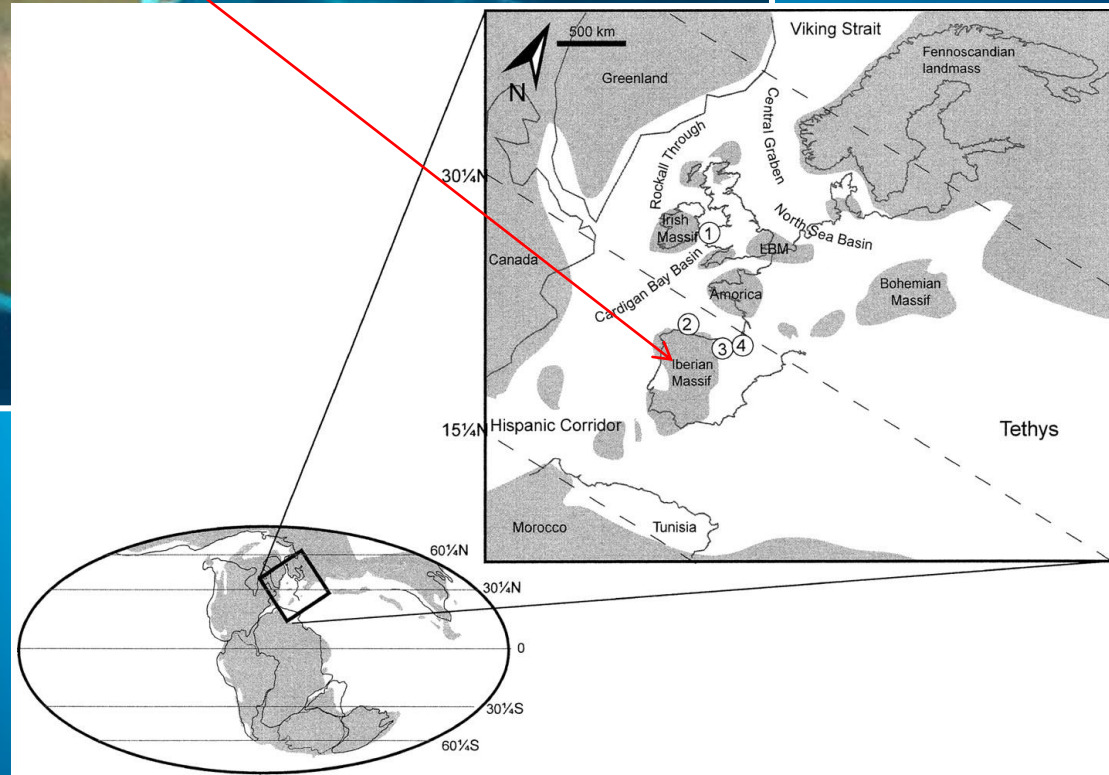 Viking Strait
500 km
N
Greenland
Fennoscandian
landmass
Central Graben
Rockall Through
30¼N
Irish
Massif
1
North Sea Basin
LBM
Canada
Cardigan Bay Basin
Amorica
Bohemian
Massif
2
3
4
Iberian
Massif
15¼N
Hispanic Corridor
Tethys
Morocco
Tunisia
60¼N
30¼N
0
30¼S
60¼S